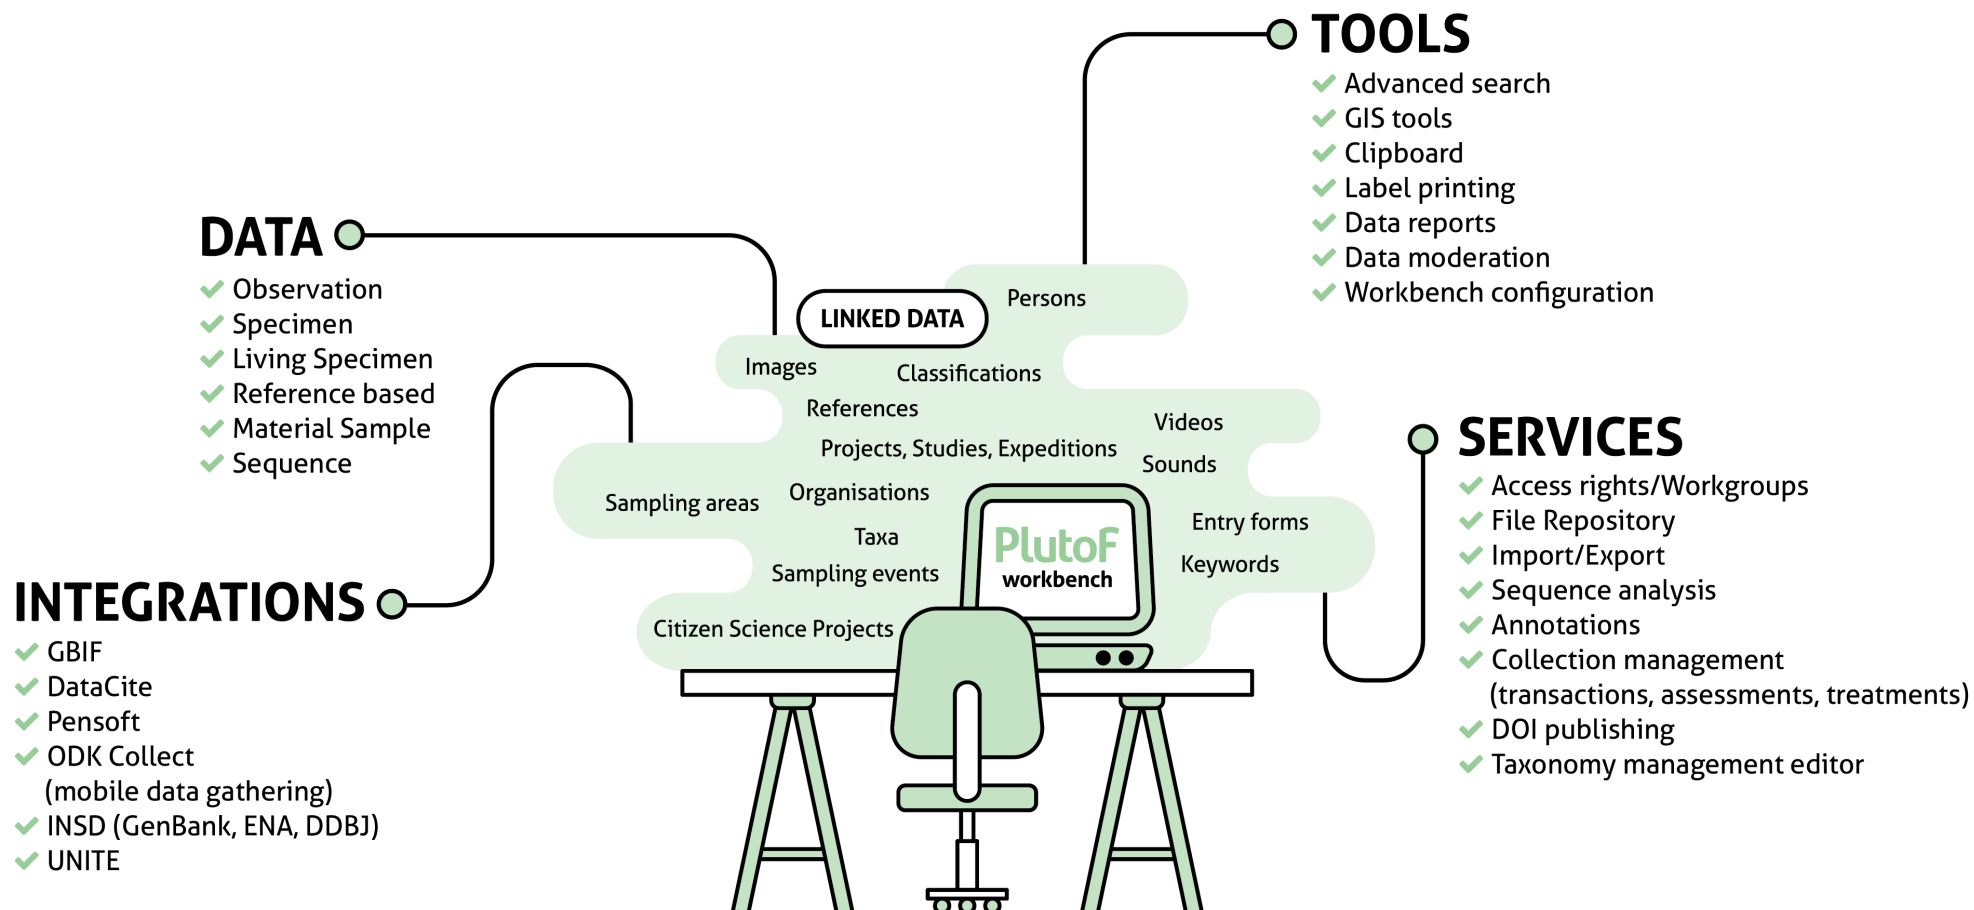 TOOLS
Advanced search
GIS tools
Clipboard
Label printing
Data reports
Data moderation
Workbench configuration
DATA
Observation
Specimen
Living Specimen
Reference based
Material Sample
Sequence
INTEGRATIONS
GBIF
DataCite
Pensoft
ODK Collect
(mobile data gathering)
INSD (GenBank, ENA, DDBJ)
UNITE
LINKED DATA
Persons
Images
Classifications
References
Videos
Projects, Studies, Expeditions
Sounds
Organisations
Sampling areas
Entry forms
Taxa
Keywords
Sampling events
Citizen Science Projects
PlutoF
workbench
SERVICES
Access rights/Workgroups
File Repository
Import/Export
Sequence analysis
Annotations
Collection management
(transactions, assessments, treatments)
DOI publishing
Taxonomy management editor